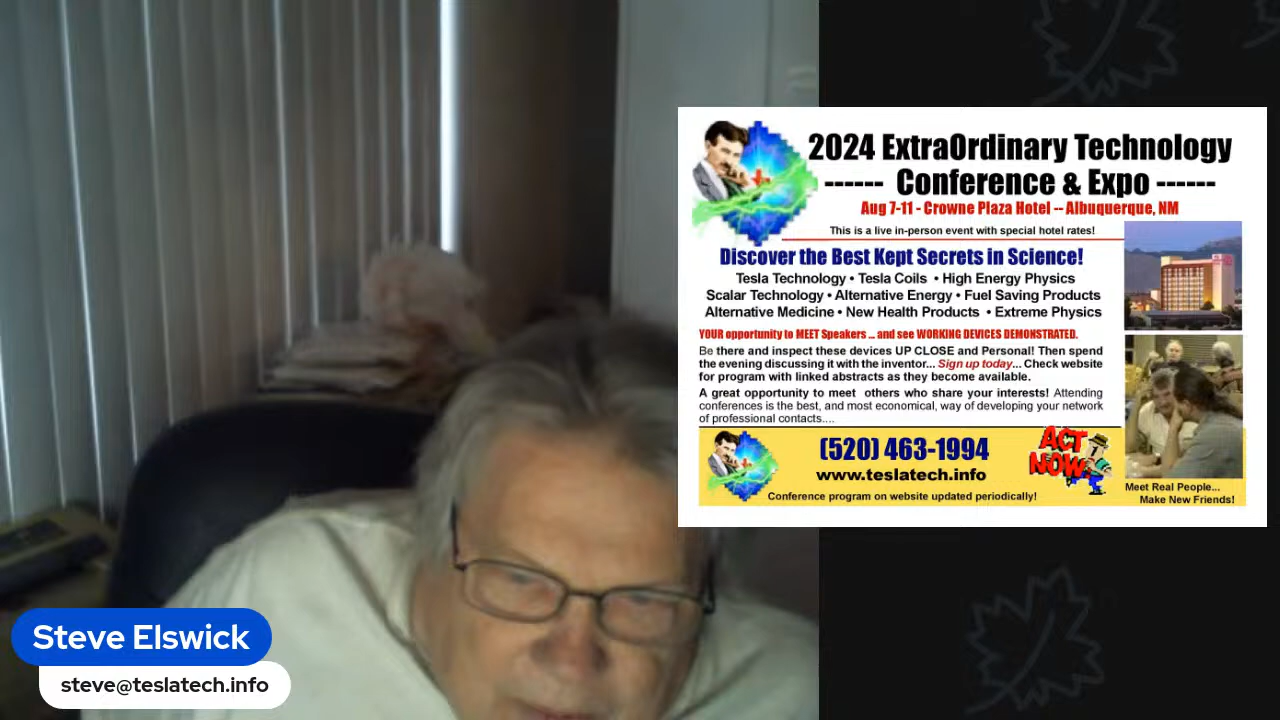 2024 ExtraOrdinary Technology
------ Conference & Expo ------
Aug 7-11 - Crowne Plaza Hotel -- Albuquerque, NM
This is a live in-person event with special hotel rates!
Discover the Best Kept Secrets in Science!
Tesla Technology • Tesla Coils • High Energy Physics
Scalar Technology • Alternative Energy • Fuel Saving Products
Alternative Medicine • New Health Products • Extreme Physics
YOUR opportunity to MEET Speakers ... and see WORKING DEVICES DEMONSTRATED.
Be there and inspect these devices UP CLOSE and Personal! Then spend
the evening discussing it with the inventor... Sign up today... Check website
for program with linked abstracts as they become available.
A great opportunity to meet others who share your interests! Attending
conferences is the best, and most economical, way of developing your network
of professional contacts....
(520) 463-1994
www.teslatech.info
Conference program on website updated periodically!
ACT
NOW
Meet Real People...
Make New Friends!
Steve Elswick
steve@teslatech.info